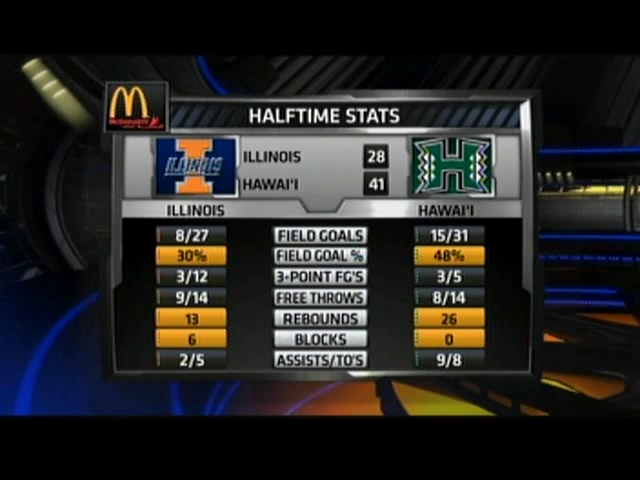 McDonald's
HALFTIME STATS
ILLINOIS
ILLINOIS 28
HAWAI'I 41
H
ILLINOIS HAWAI'I
8/27 FIELD GOALS 15/31
30% FIELD GOAL % 48%
3/12 3-POINT FG'S 3/5
9/14 FREE THROWS 8/14
13 REBOUNDS 26
6 BLOCKS 0
2/5 ASSISTS/TO'S 9/8